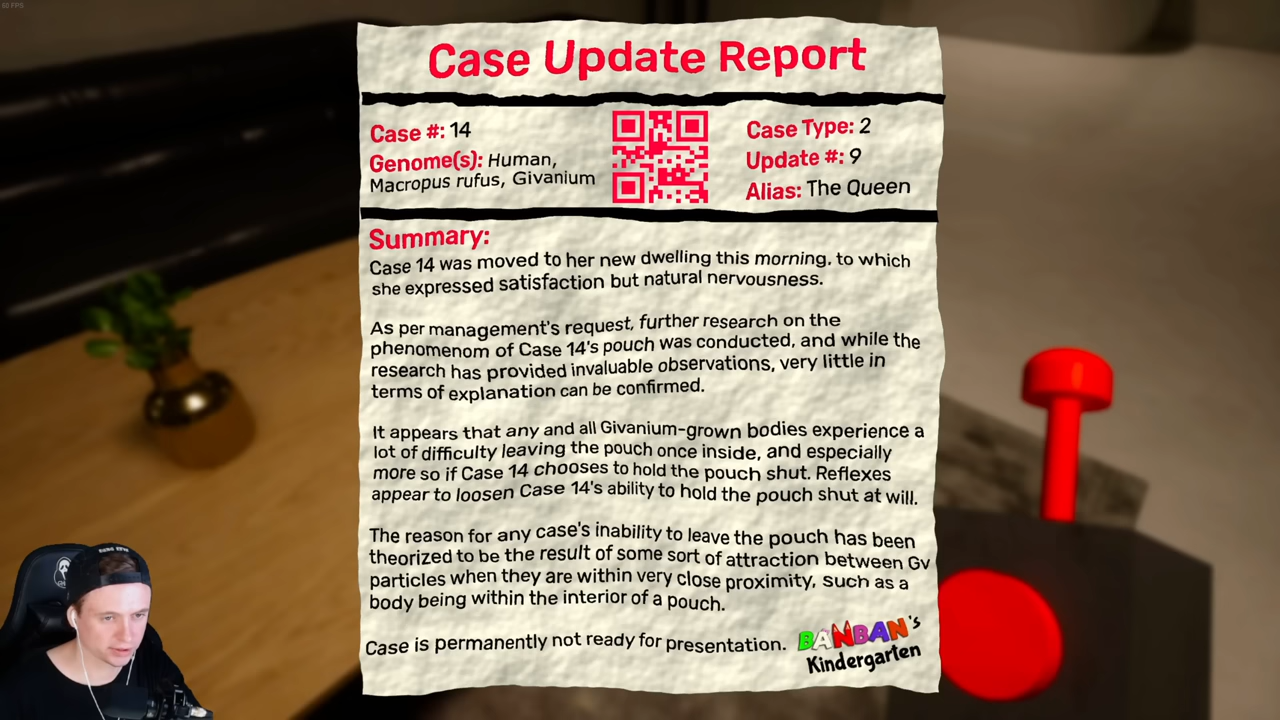 60 FPS
Case Update Report
Case #: 14
Genome(s): Human,
Macropus rufus, Givanium
Case Type: 2
Update #: 9
Alias: The Queen
Summary:
Case 14 was moved to her new dwelling this morning, to which
she expressed satisfaction but natural nervousness.
As per management's request, further research on the
phenomenom of Case 14's pouch was conducted, and while the
research has provided invaluable observations, very little in
terms of explanation can be confirmed.
It appears that any and all Givanium-grown bodies experience a
lot of difficulty leaving the pouch once inside, and especially
more so if Case 14 chooses to hold the pouch shut. Reflexes
appear to loosen Case 14's ability to hold the pouch shut at will.
The reason for any case's inability to leave the pouch has been
theorized to be the result of some sort of attraction between Gv
particles when they are within very close proximity, such as a
body being within the interior of a pouch.
Case is permanently not ready for presentation.
BANBAN's
Kindergarten